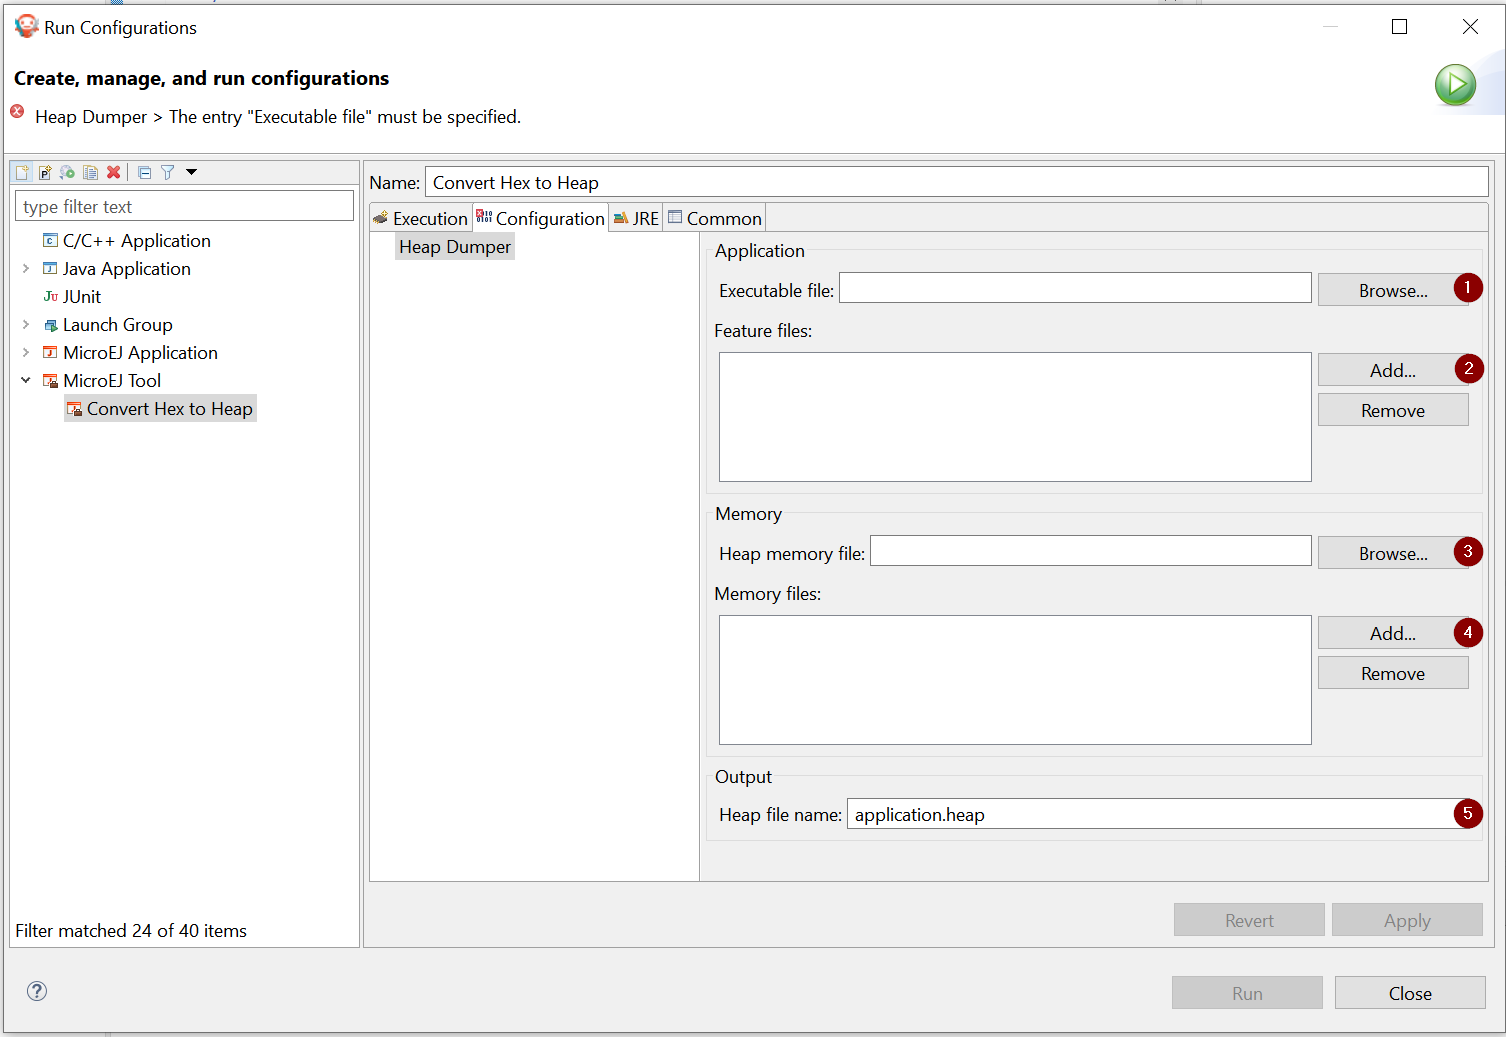 Run Configurations
Create, manage, and run configurations
Heap Dumper > The entry "Executable file" must be specified.
type filter text
C/C++ Application
Java Application
JUnit
Launch Group
MicroEJ Application
MicroEJ Tool
Convert Hex to Heap
Filter matched 24 of 40 items
Name: Convert Hex to Heap
Execution Configuration JRE Common
Heap Dumper
Application
Executable file: Browse... 1
Feature files:
Add... 2
Remove
Memory
Heap memory file: Browse... 3
Memory files:
Add... 4
Remove
Output
Heap file name: application.heap 5
Revert Apply
Run Close